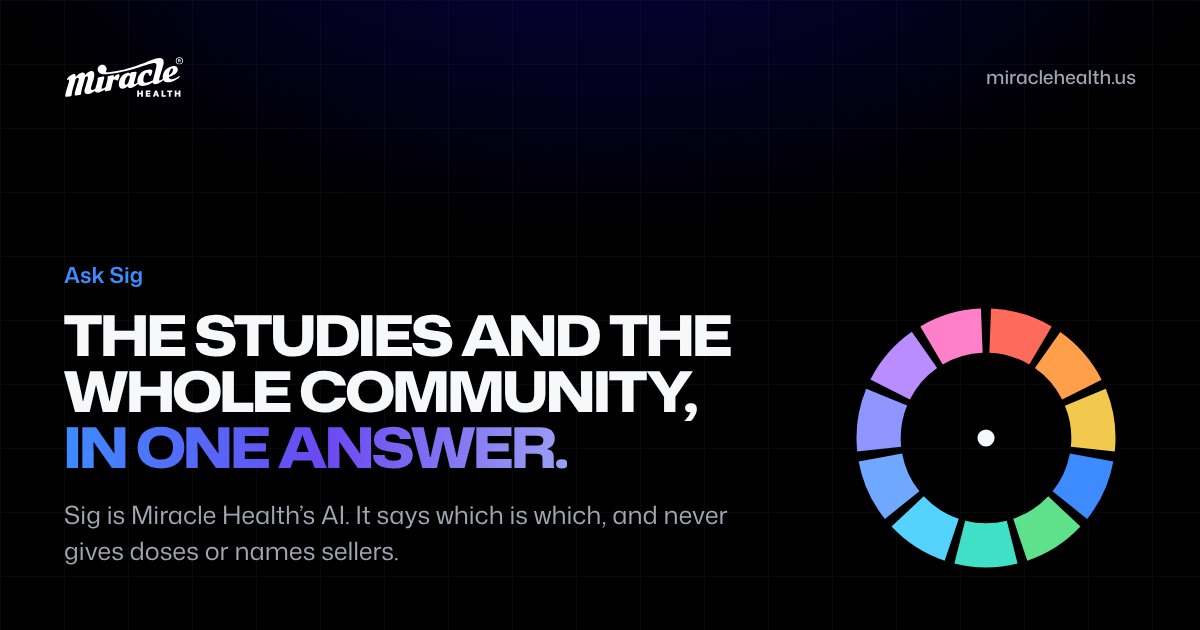 miracle®
HEALTH
miraclehealth.us
Ask Sig
THE STUDIES AND THE
WHOLE COMMUNITY,
IN ONE ANSWER.
Sig is Miracle Health’s AI. It says which is which, and never
gives doses or names sellers.